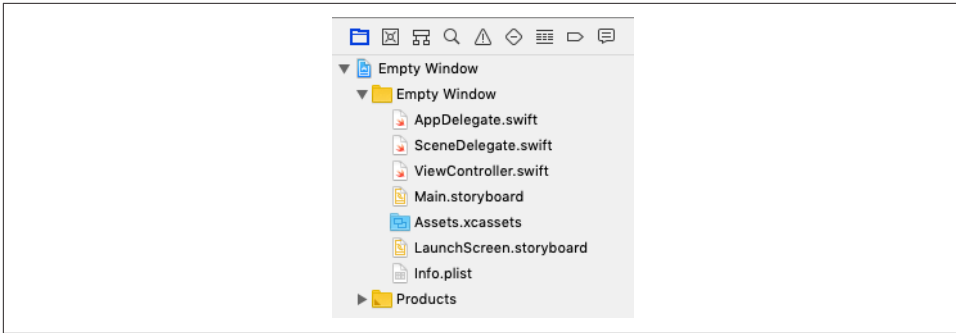 Empty Window
Empty Window
AppDelegate.swift
SceneDelegate.swift
ViewController.swift
Main.storyboard
Assets.xcassets
LaunchScreen.storyboard
Info.plist
Products